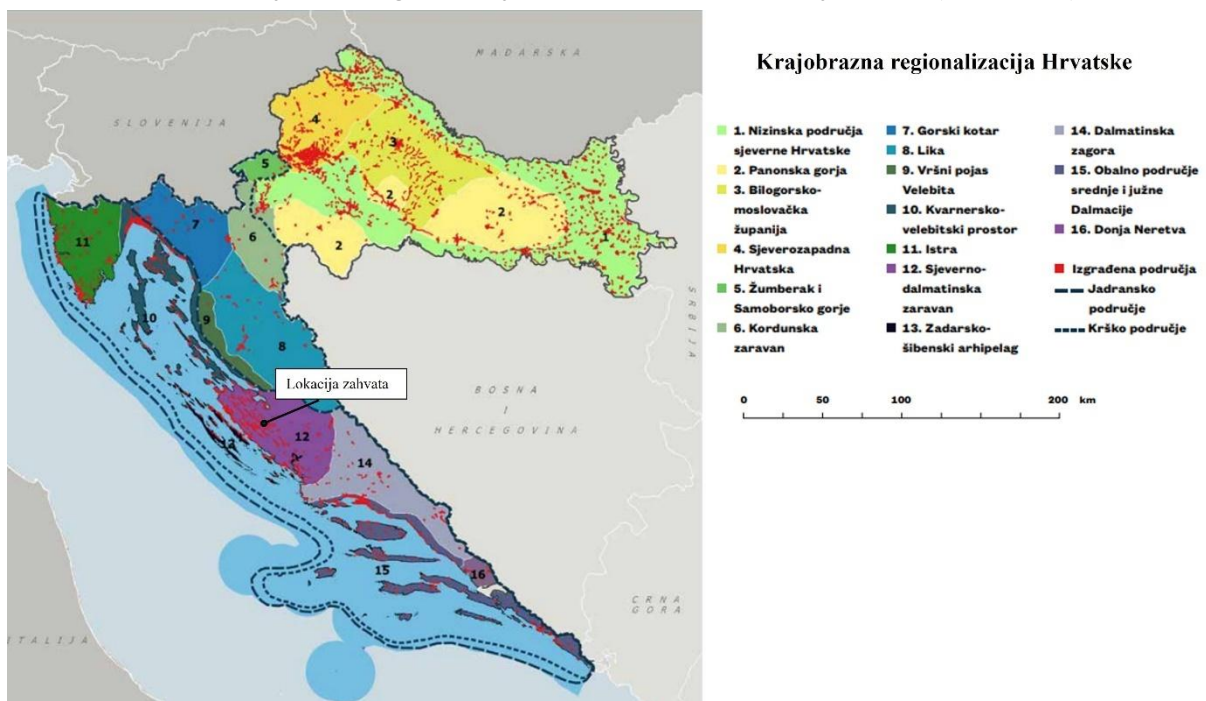 MAĐARSKA
SLOVENIJA
4
3
5
2
2
1
11
7
6
2
10
9
8
SRBIJA
Lokacija zahvata
BOSNA
I
HERCEGOVINA
12
12
14
15
16
CRNA
GORA
ITALIJA
Krajobrazna regionalizacija Hrvatske
1. Nizinska područja
sjeverne Hrvatske
2. Panonska gorja
3. Bilogorsko-
moslovačka
županija
4. Sjeverozapadna
Hrvatska
5. Žumberak i
Samoborsko gorje
6. Kordunska
zaravan
7. Gorski kotar
8. Lika
9. Vršni pojas
Velebita
10. Kvarnersko-
velebitski prostor
11. Istra
12. Sjeverno-
dalmatinska
zaravan
13. Zadarsko-
šibenski arhipelag
14. Dalmatinska
zagora
15. Obalno područje
srednje i južne
Dalmacije
16. Donja Neretva
Izgrađena područja
Jadransko
područje
Krško područje
0 50 100 200 km